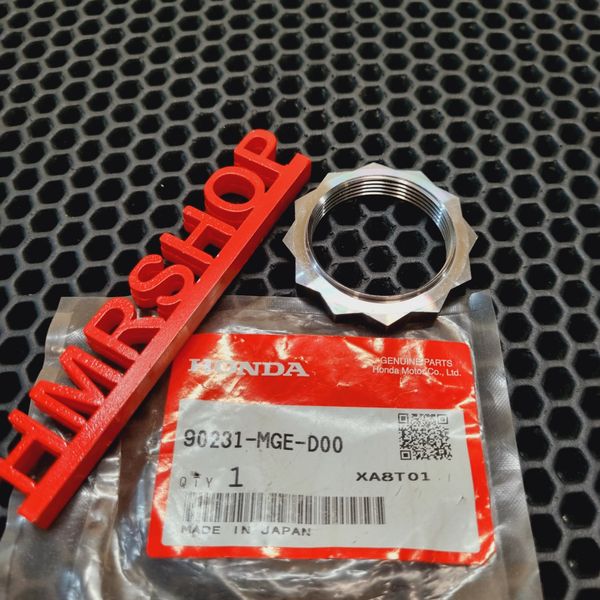 HMRSHOP
HONDA
GENUINE PARTS
Honda Motor Co., Ltd.
90231-MGE-D00
QTY 1
XA8T01
MADE IN JAPAN